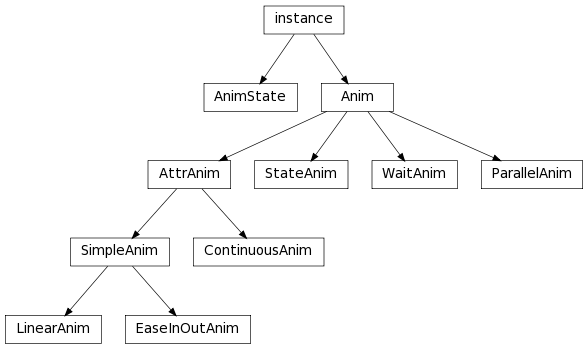 instance
AnimState
Anim
AttrAnim
StateAnim
WaitAnim
ParallelAnim
SimpleAnim
ContinuousAnim
LinearAnim
EaseInOutAnim